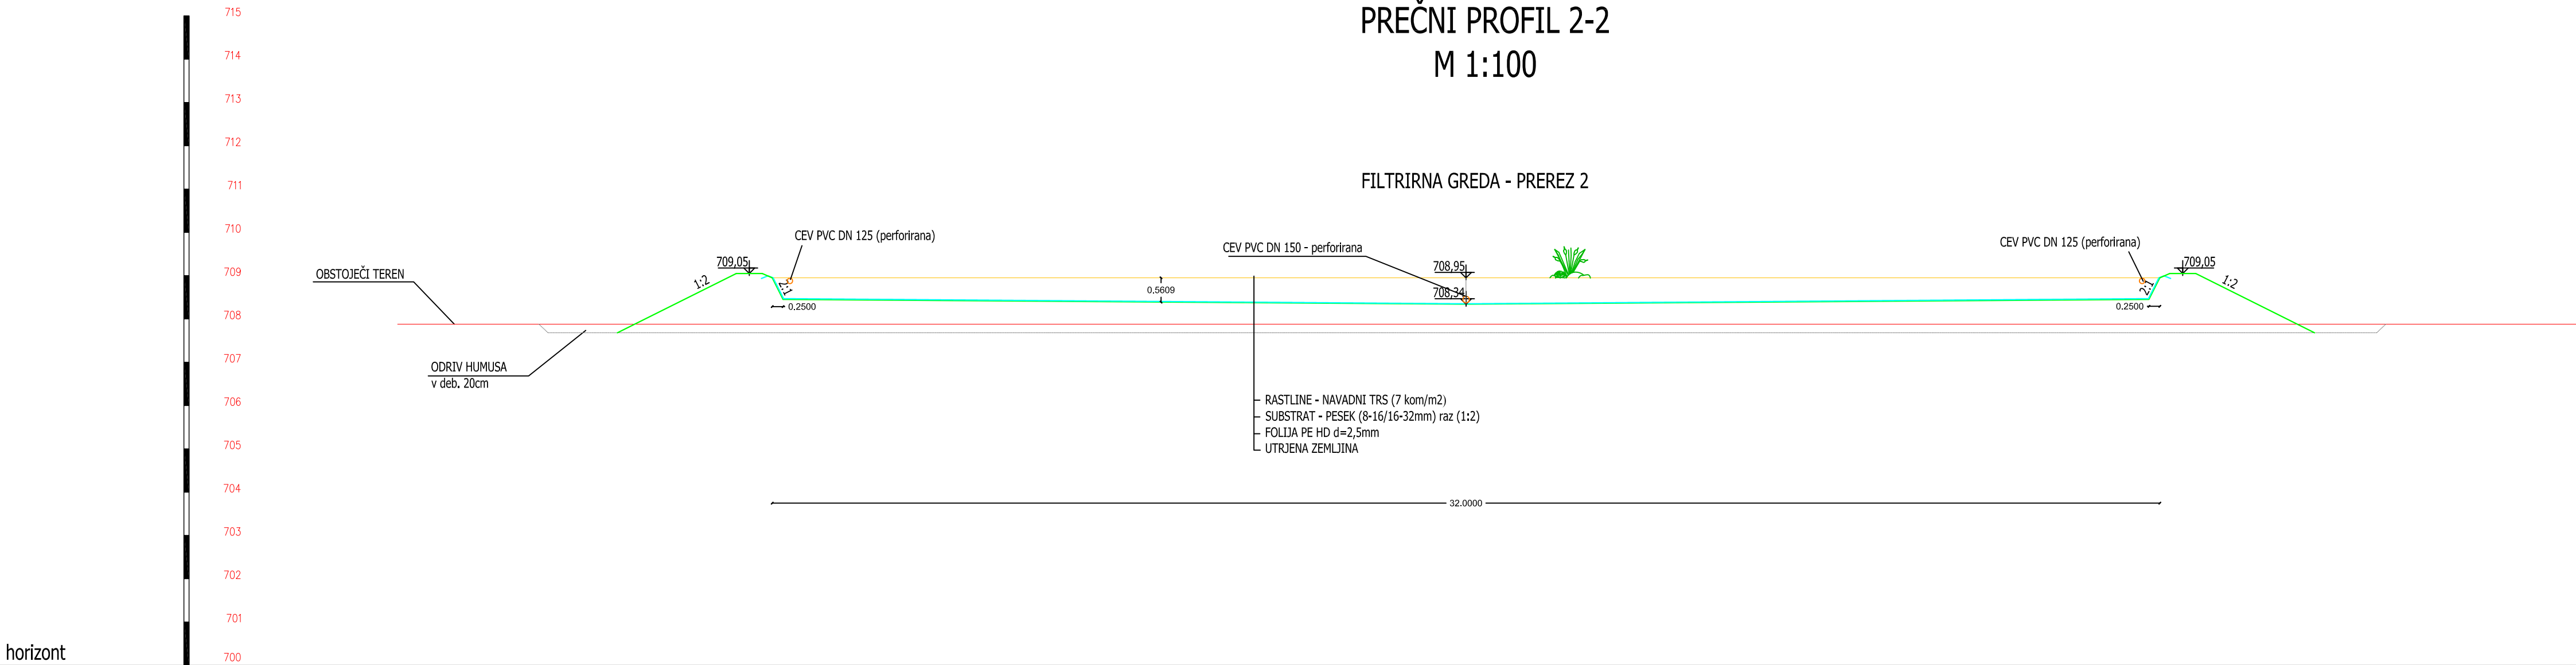 PREČNI PROFIL 2-2
M 1:100
715
714
713
712
711
710
709
708
707
706
705
704
703
702
701
700
horizont
FILTRIRNA GREDA - PREREZ 2
CEV PVC DN 125 (perforirana)
CEV PVC DN 150 - perforirana
CEV PVC DN 125 (perforirana)
OBSTOJEČI TEREN
709,05
708,95
709,05
1:2
2:1
0,5609
708,34
2:1
1:2
0,2500
0,2500
ODRIV HUMUSA
v deb. 20cm
RASTLINE - NAVADNI TRS (7 kom/m2)
SUBSTRAT - PESEK (8-16/16-32mm) raz (1:2)
FOLIJA PE HD d=2,5mm
UTRJENA ZEMLJINA
32.0000